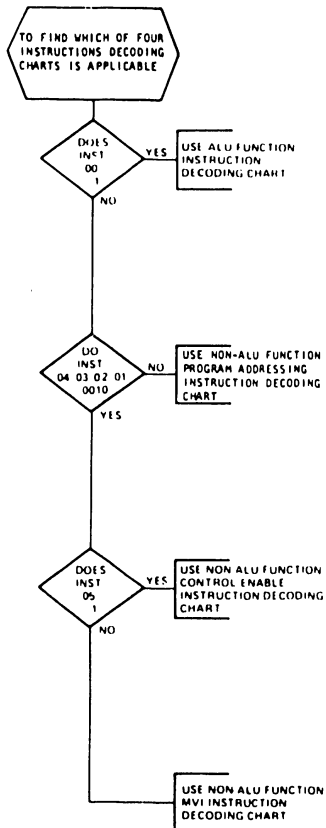 TO FIND WHICH OF FOUR
INSTRUCTIONS DECODING
CHARTS IS APPLICABLE
DOES
INST
00
1
YES
USE ALU FUNCTION
INSTRUCTION
DECODING CHART
NO
DO
INST
04 03 02 01
0010
NO
USE NON-ALU FUNCTION
PROGRAM ADDRESSING
INSTRUCTION DECODING
CHART
YES
DOES
INST
05
1
YES
USE NON ALU FUNCTION
CONTROL ENABLE
INSTRUCTION DECODING
CHART
NO
USE NON ALU FUNCTION
MVI INSTRUCTION
DECODING CHART